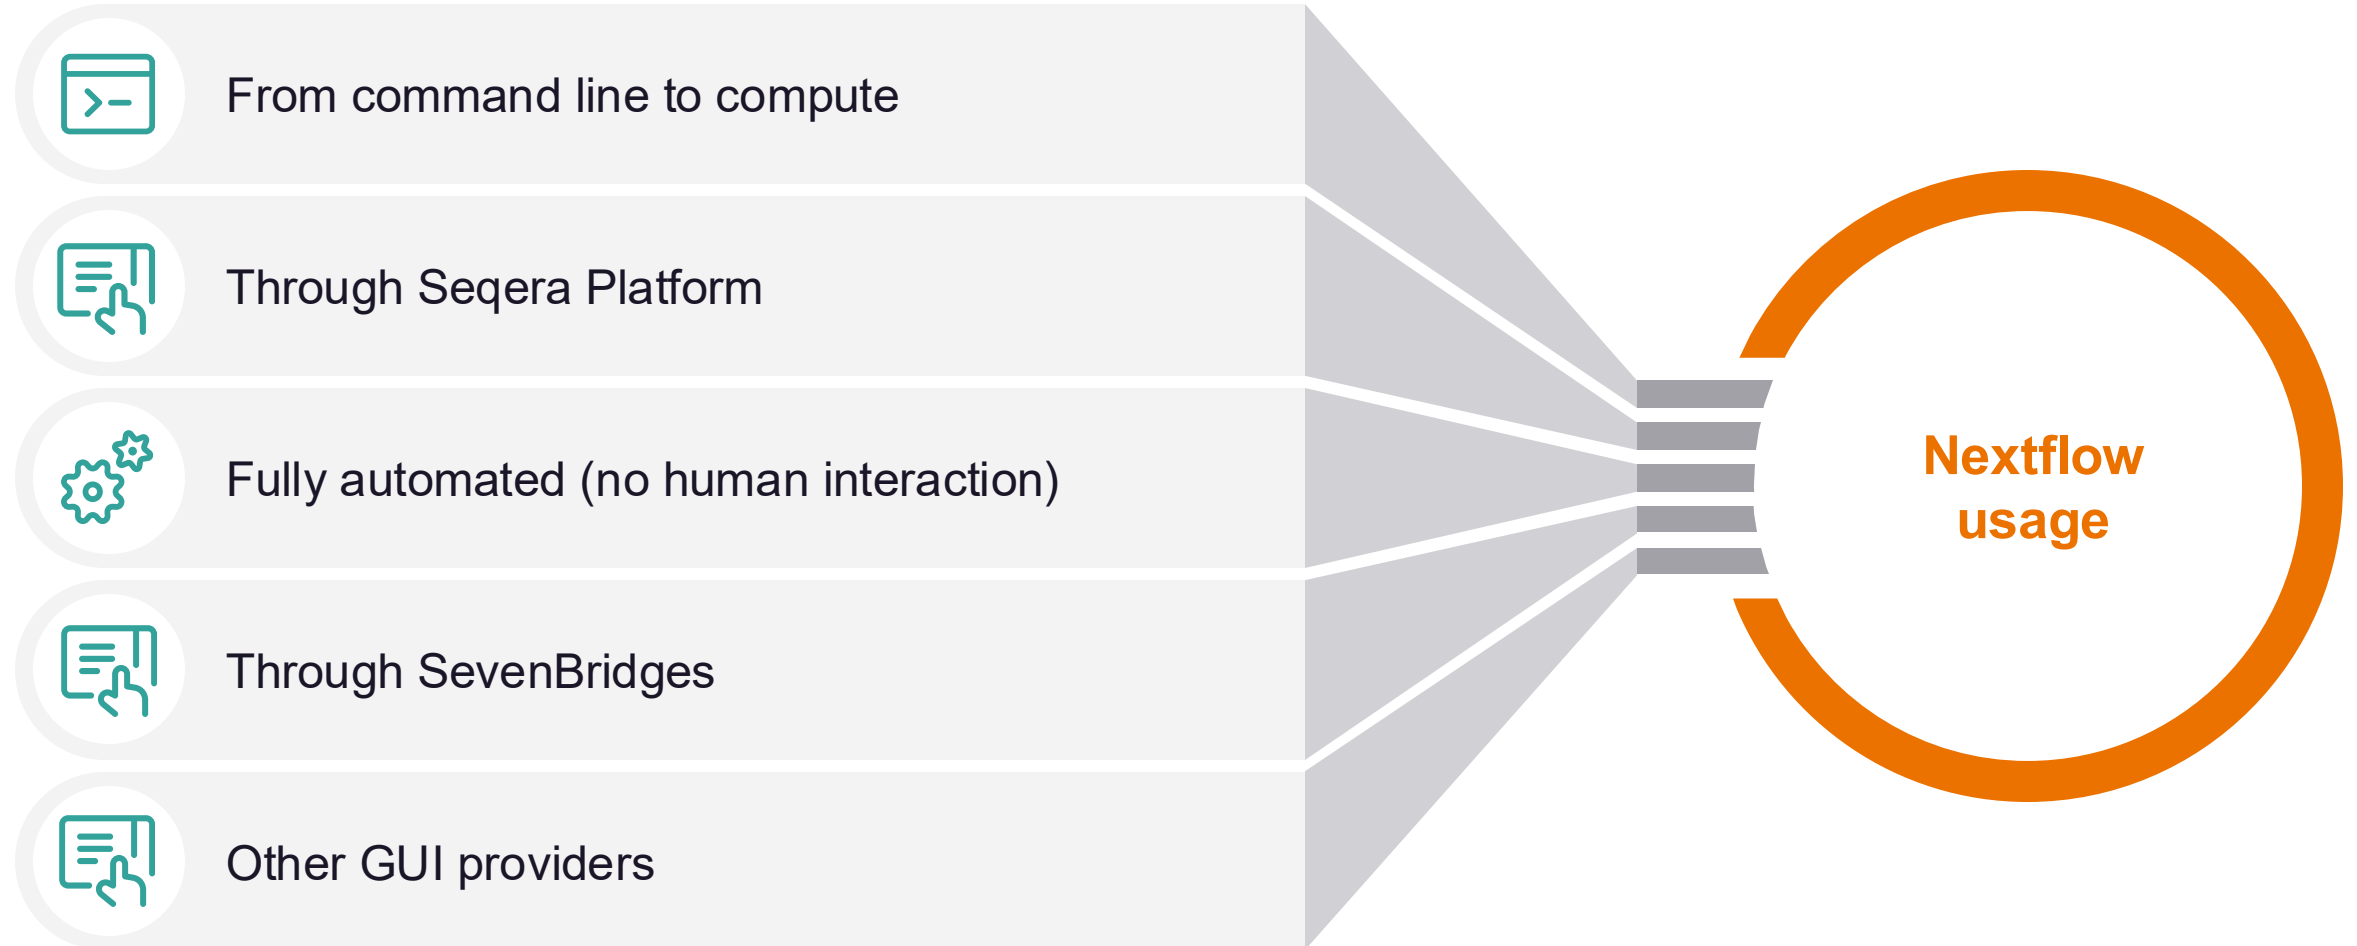 From command line to compute
Through Seqera Platform
Fully automated (no human interaction)
Through SevenBridges
Other GUI providers
Nextflow
usage